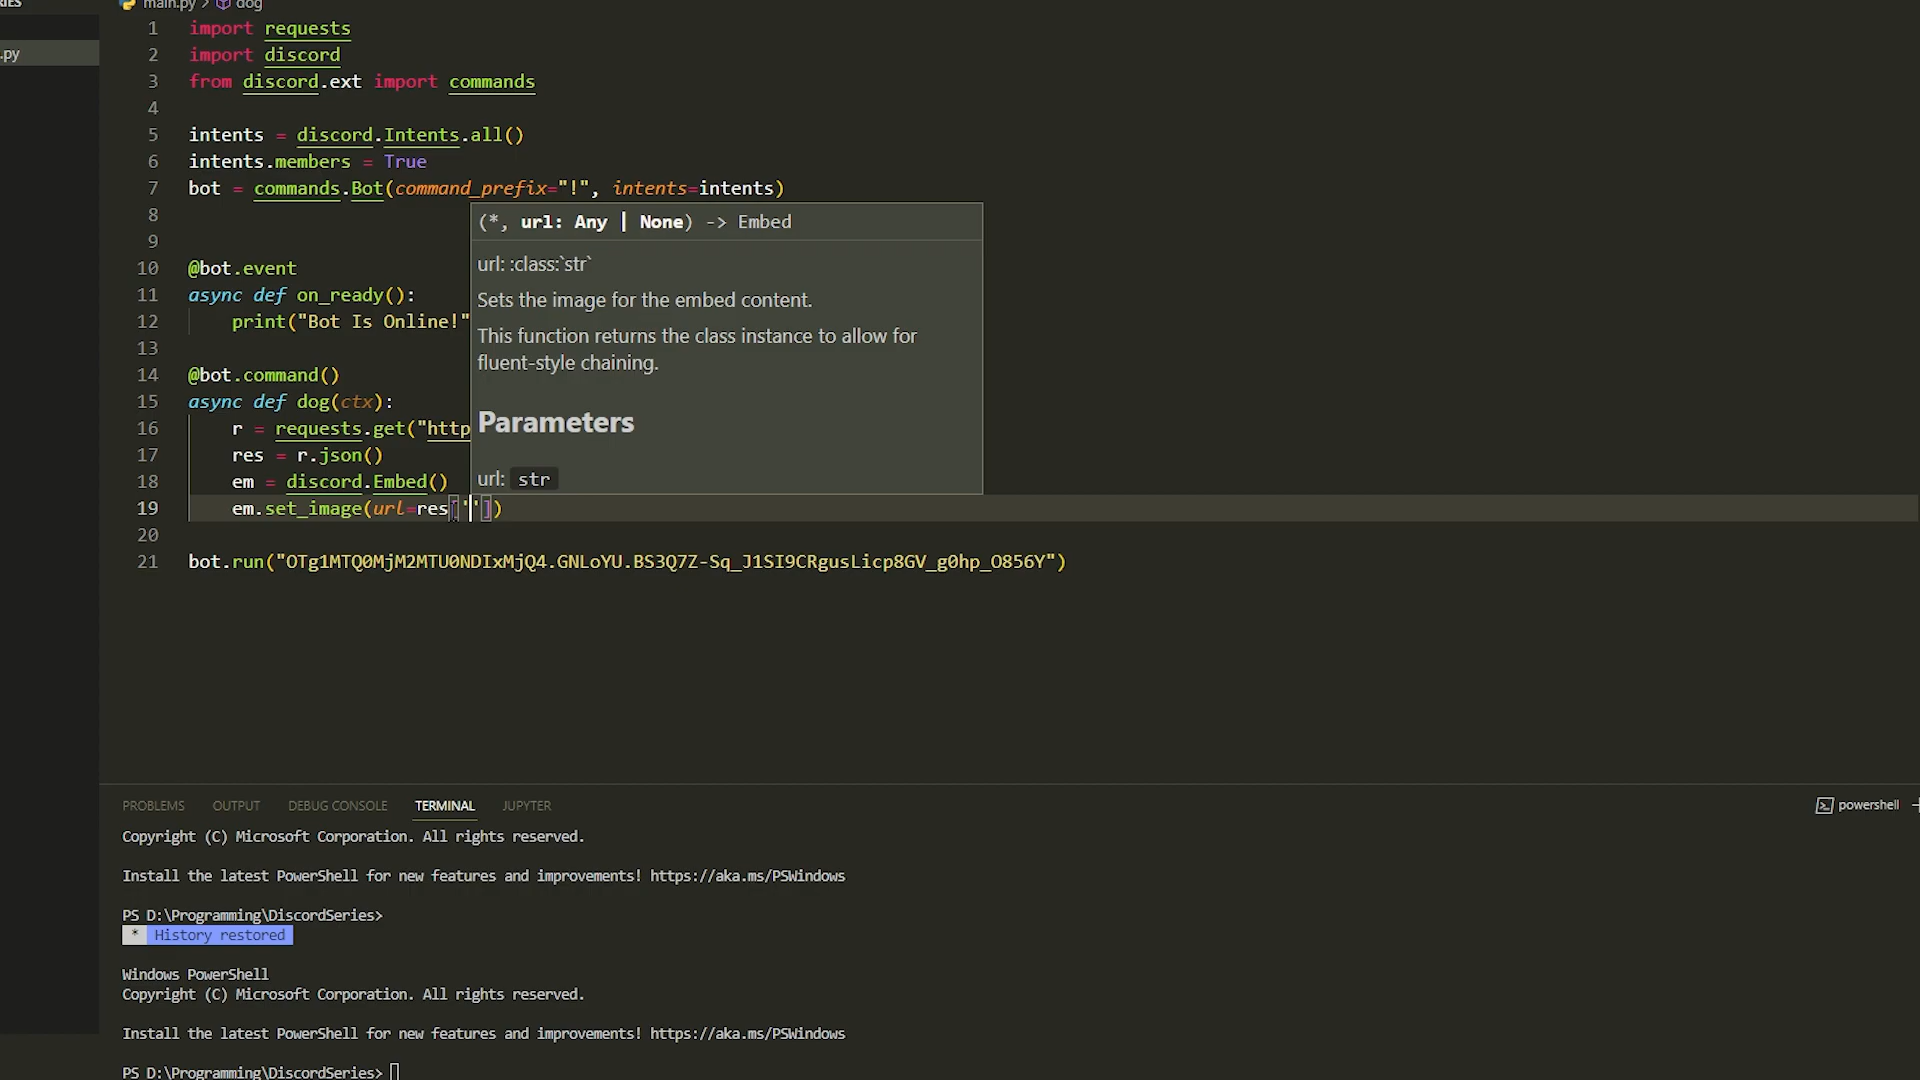 main.py > dog
.py
1 import requests
2 import discord
3 from discord.ext import commands
4
5 intents = discord.Intents.all()
6 intents.members = True
7 bot = commands.Bot(command_prefix="!", intents=intents)
8
9
10 @bot.event
11 async def on_ready():
12 print("Bot Is Online!"
13
14 @bot.command()
15 async def dog(ctx):
16 r = requests.get("http
17 res = r.json()
18 em = discord.Embed()
19 em.set_image(url=res[''])
20
21 bot.run("OTg1MTQ0MjM2MTU0NDIxMjQ4.GNLoYU.BS3Q7Z-Sq_J1SI9CRgusLicp8GV_g0hp_O856Y")
(*, url: Any | None) -> Embed
url: :class:`str`
Sets the image for the embed content.
This function returns the class instance to allow for
fluent-style chaining.
Parameters
url: str
PROBLEMS OUTPUT DEBUG CONSOLE TERMINAL JUPYTER
powershell
Copyright (C) Microsoft Corporation. All rights reserved.
Install the latest PowerShell for new features and improvements! https://aka.ms/PSWindows
PS D:\Programming\DiscordSeries>
* History restored
Windows PowerShell
Copyright (C) Microsoft Corporation. All rights reserved.
Install the latest PowerShell for new features and improvements! https://aka.ms/PSWindows
PS D:\Programming\DiscordSeries>